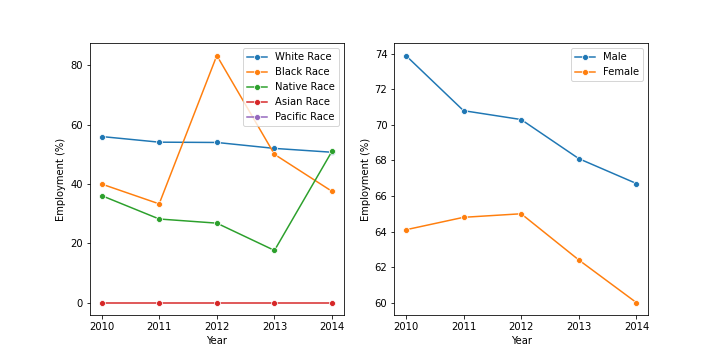 White Race
Black Race
Native Race
Asian Race
Pacific Race
80
60
40
20
0
Employment (%)
2010 2011 2012 2013 2014
Year
Male
Female
74
72
70
68
66
64
62
60
Employment (%)
2010 2011 2012 2013 2014
Year